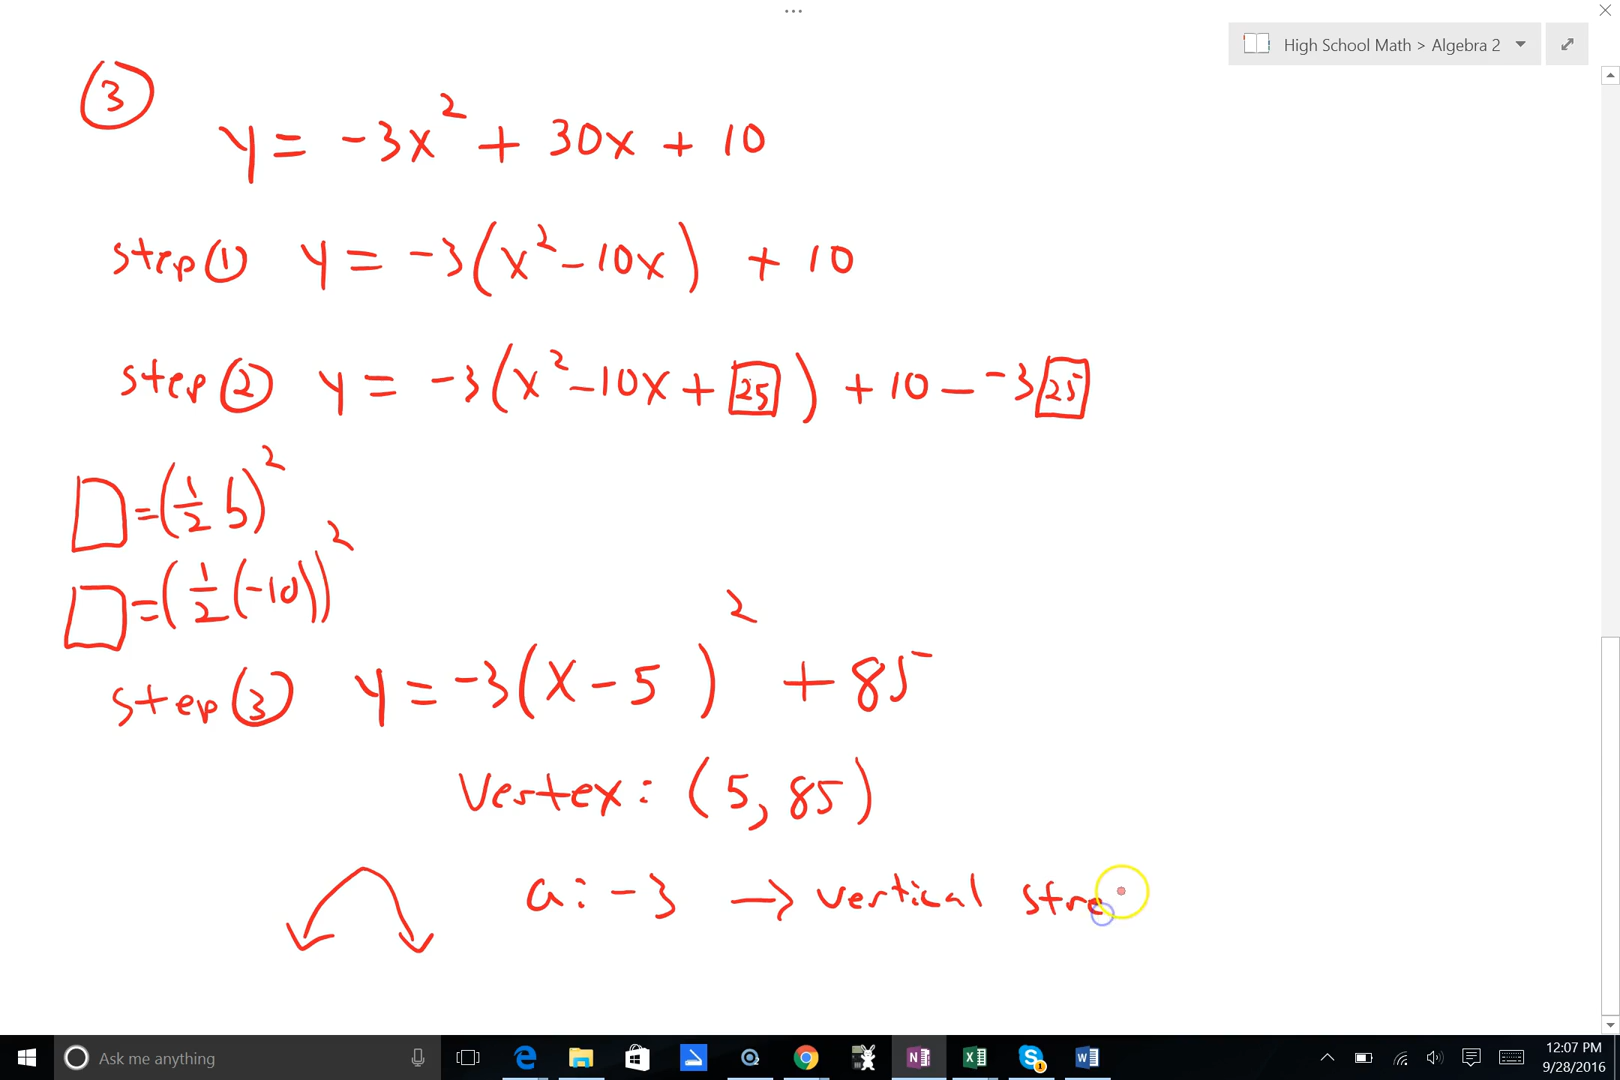 ...
High School Math > Algebra 2
③
y = -3x² + 30x + 10
step ① y = -3(x² - 10x) + 10
step ② y = -3(x² - 10x + 25) + 10 - -3 25
□ = (1/2 b)²
□ = (1/2 (-10))²
step ③ y = -3(x - 5)² + 85
Vertex: (5, 85)
a: -3 → vertical stre
Ask me anything
12:07 PM
9/28/2016